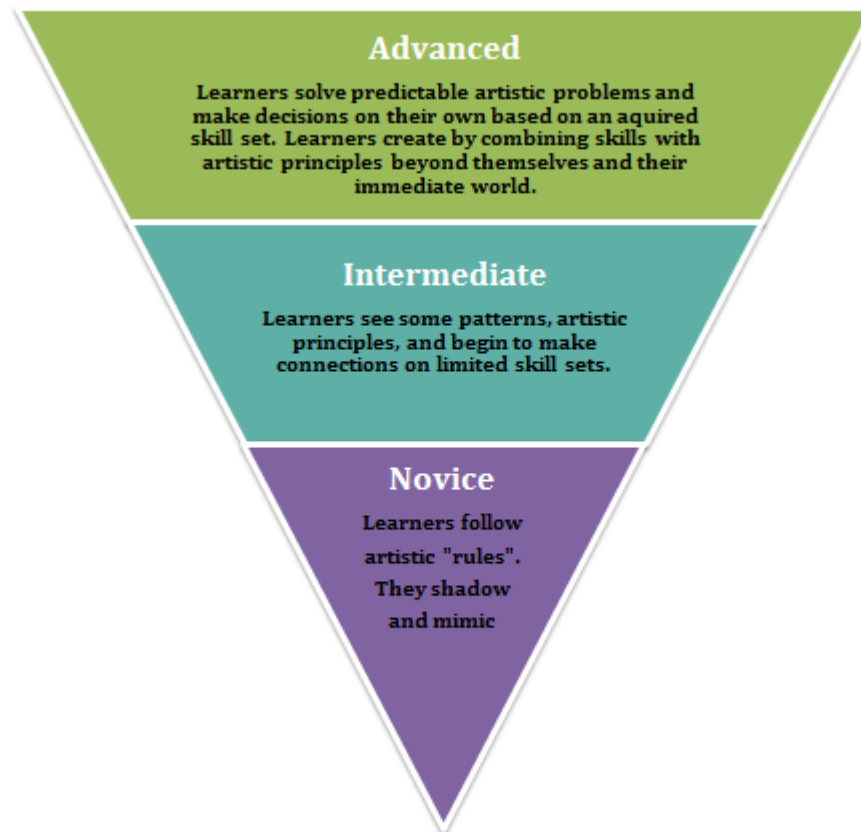 Advanced
Learners solve predictable artistic problems and
make decisions on their own based on an aquired
skill set. Learners create by combining skills with
artistic principles beyond themselves and their
immediate world.
Intermediate
Learners see some patterns, artistic
principles, and begin to make
connections on limited skill sets.
Novice
Learners follow
artistic "rules".
They shadow
and mimic